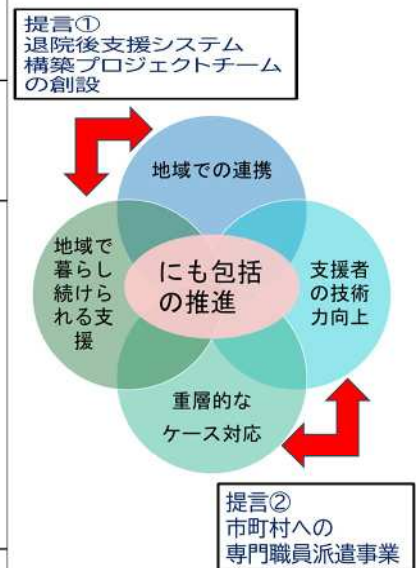 提言①
退院後支援システム
構築プロジェクトチーム
の創設
地域での連携
地域で
暮らし
続けら
れる支
援
にも包括
の推進
支援者
の技術
力向上
重層的な
ケース対応
提言②
市町村への
専門職員派遣事業